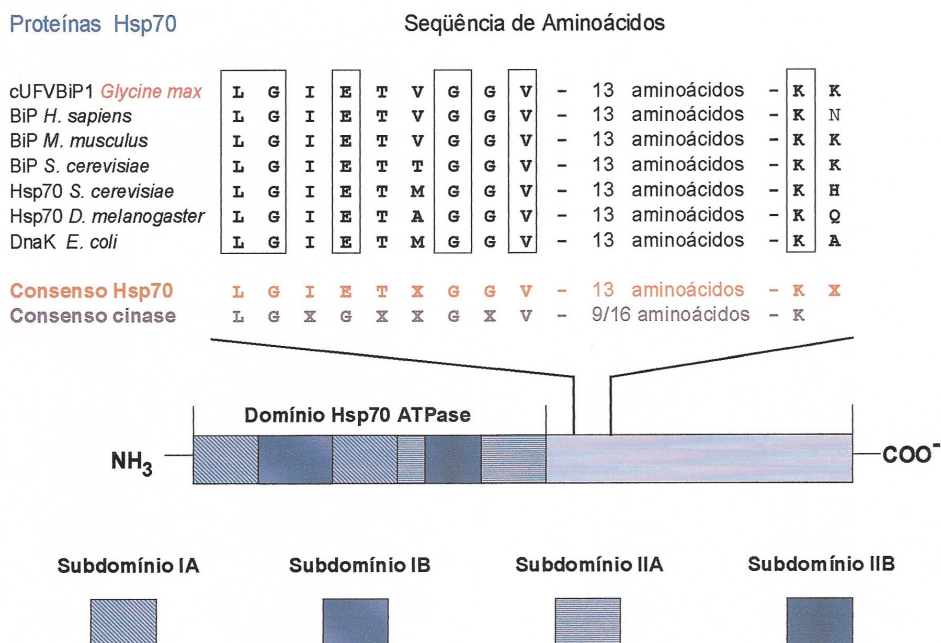 Proteínas Hsp70 Seqüência de Aminoácidos
cUFVBiP1 Glycine max L G I E T V G G V - 13 aminoácidos - K K
BiP H. sapiens L G I E T V G G V - 13 aminoácidos - K N
BiP M. musculus L G I E T V G G V - 13 aminoácidos - K K
BiP S. cerevisiae L G I E T T G G V - 13 aminoácidos - K K
Hsp70 S. cerevisiae L G I E T M G G V - 13 aminoácidos - K H
Hsp70 D. melanogaster L G I E T A G G V - 13 aminoácidos - K Q
DnaK E. coli L G I E T M G G V - 13 aminoácidos - K A
Consenso Hsp70 L G I E T X G G V - 13 aminoácidos - K X
Consenso cinase L G X G X X G X V - 9/16 aminoácidos - K
Domínio Hsp70 ATPase
NH3 COO-
Subdomínio IA Subdomínio IB Subdomínio IIA Subdomínio IIB